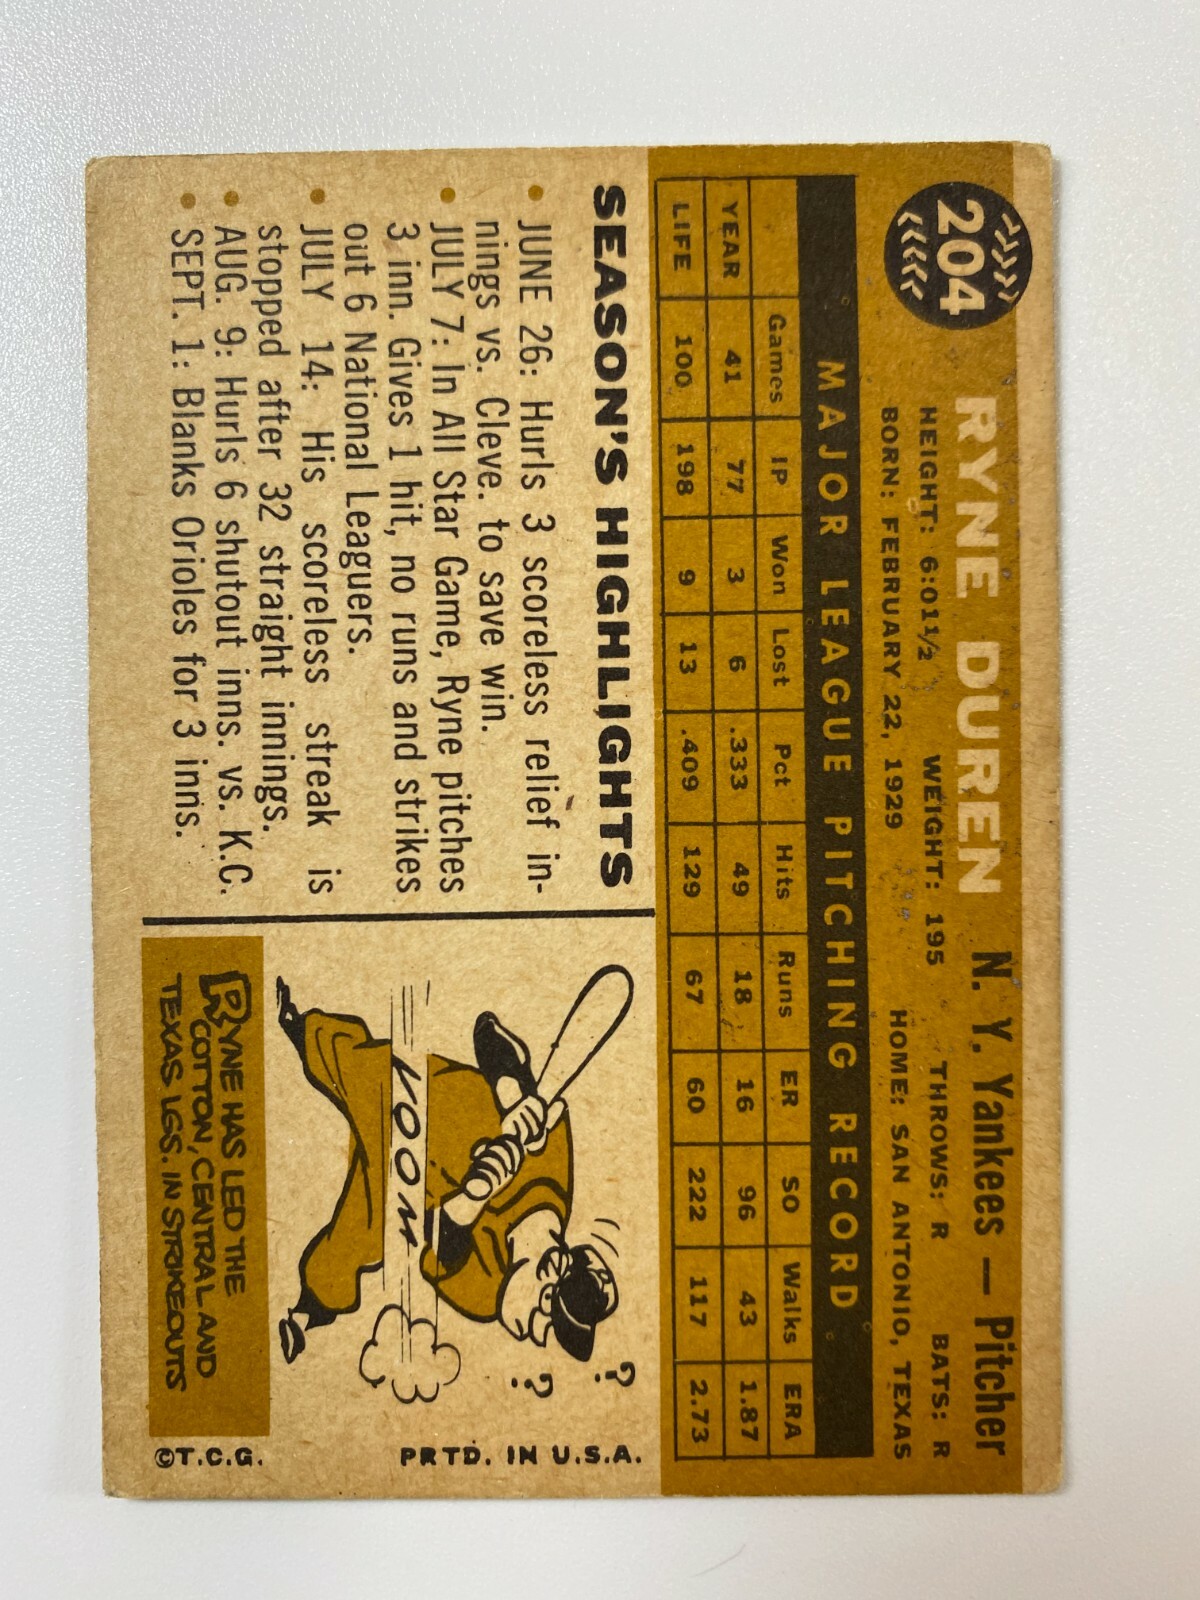 204
RYNE DUREN N. Y. Yankees — Pitcher
HEIGHT: 6:01½ WEIGHT: 195 THROWS: R BATS: R
BORN: FEBRUARY 22, 1929 HOME: SAN ANTONIO, TEXAS
MAJOR LEAGUE PITCHING RECORD
Games IP Won Lost Pct Hits Runs ER SO Walks ERA
YEAR 41 77 3 6 .333 49 18 16 96 43 1.87
LIFE 100 198 9 13 .409 129 67 60 222 117 2.73
SEASON'S HIGHLIGHTS
• JUNE 26: Hurls 3 scoreless relief in-
nings vs. Cleve. to save win.
• JULY 7: In All Star Game, Ryne pitches
3 inn. Gives 1 hit, no runs and strikes
out 6 National Leaguers.
• JULY 14: His scoreless streak is
stopped after 32 straight innings.
• AUG. 9: Hurls 6 shutout inns. vs. K.C.
• SEPT. 1: Blanks Orioles for 3 inns.
? ?
VOOM
RYNE HAS LED THE
COTTON, CENTRAL AND
TEXAS LGS. IN STRIKEOUTS
PRTD. IN U.S.A.
©T.C.G.